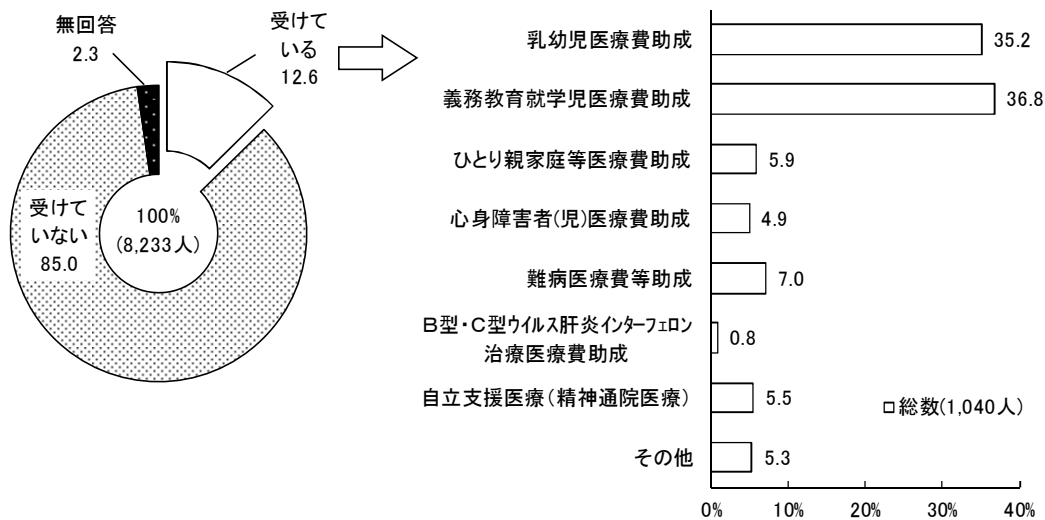 無回答
2.3
受けて
いる
12.6
受けて
いない
85.0
100%
(8,233人)
乳幼児医療費助成
35.2
義務教育就学児医療費助成
36.8
ひとり親家庭等医療費助成
5.9
心身障害者(児)医療費助成
4.9
難病医療費等助成
7.0
B型・C型ウイルス肝炎インターフェロン
治療医療費助成
0.8
自立支援医療(精神通院医療)
5.5
総数(1,040人)
その他
5.3
0% 10% 20% 30% 40%